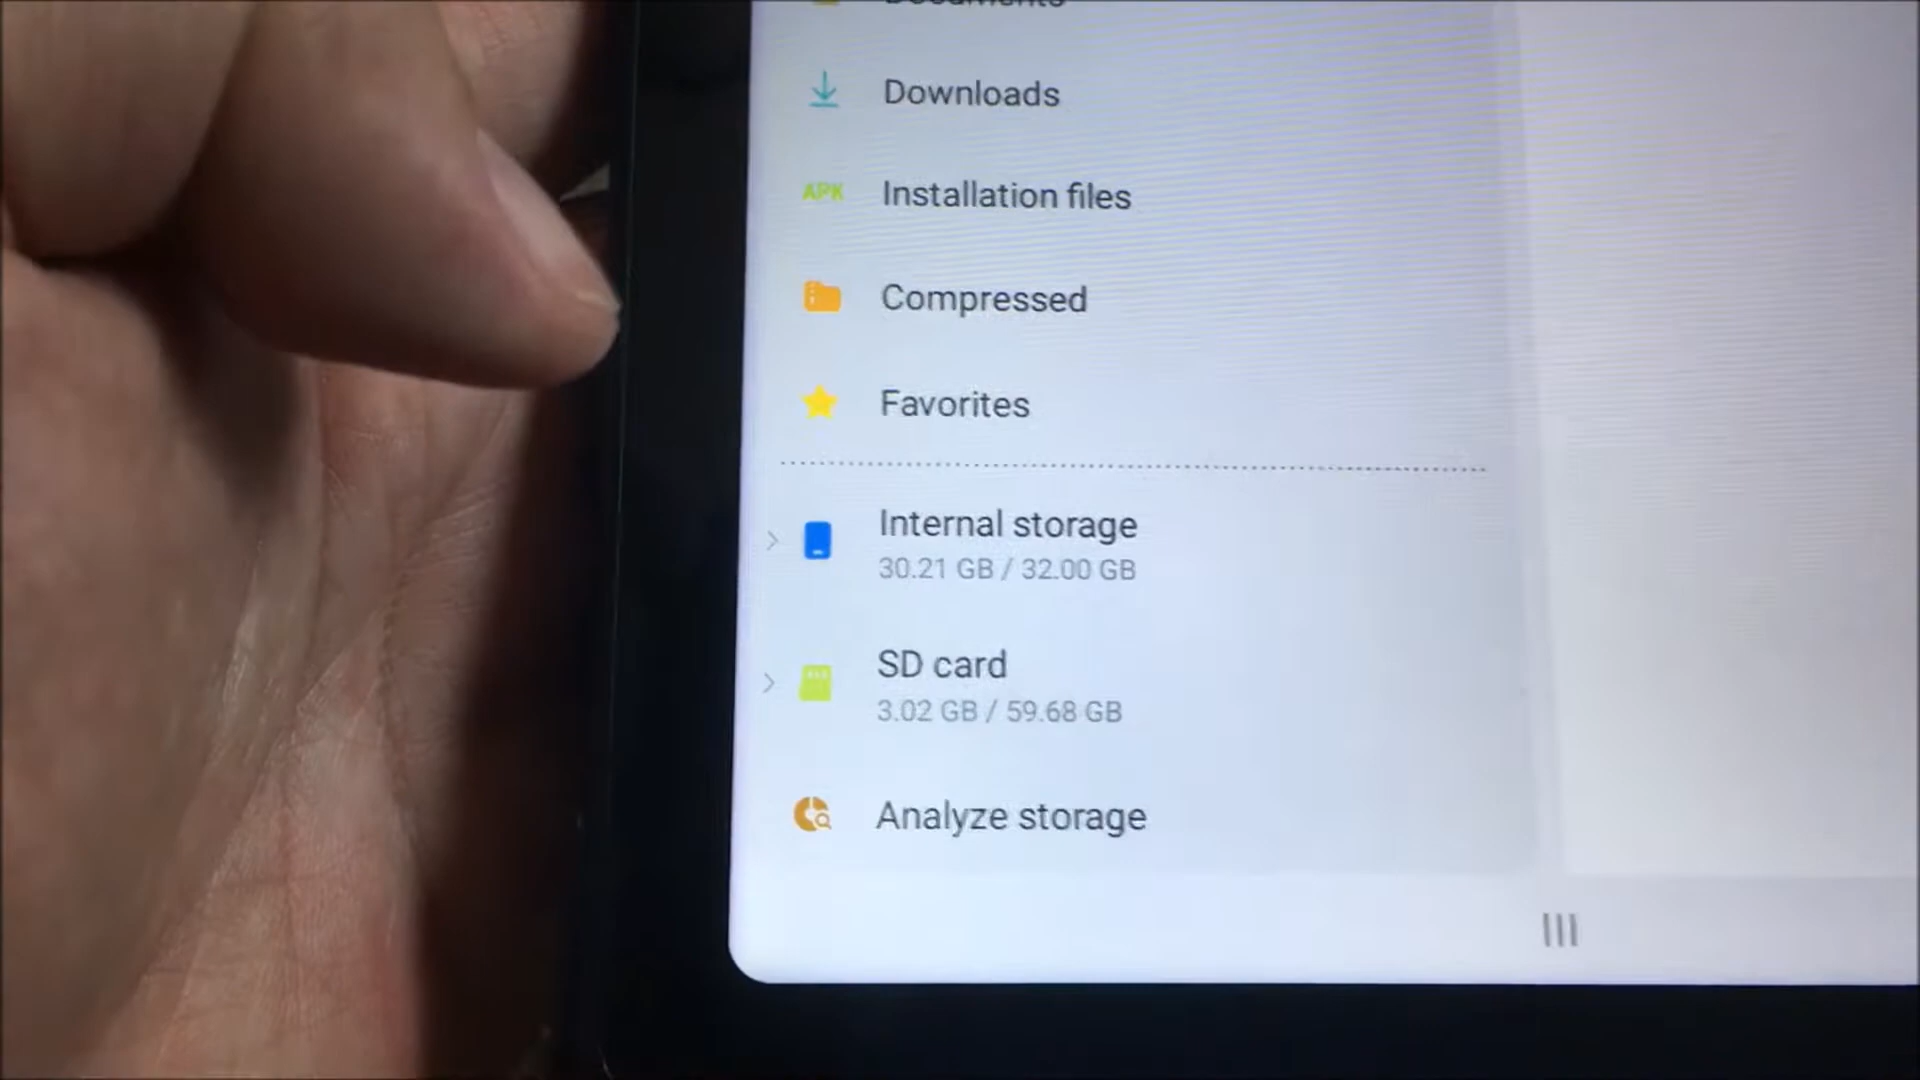 Documents
Downloads
APK Installation files
Compressed
Favorites
Internal storage
30.21 GB / 32.00 GB
SD card
3.02 GB / 59.68 GB
Analyze storage